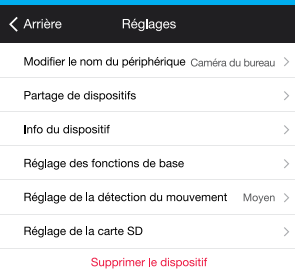 Arrière Réglages
Modifier le nom du périphérique Caméra du bureau
Partage de dispositifs
Info du dispositif
Réglage des fonctions de base
Réglage de la détection du mouvement Moyen
Réglage de la carte SD
Supprimer le dispositif